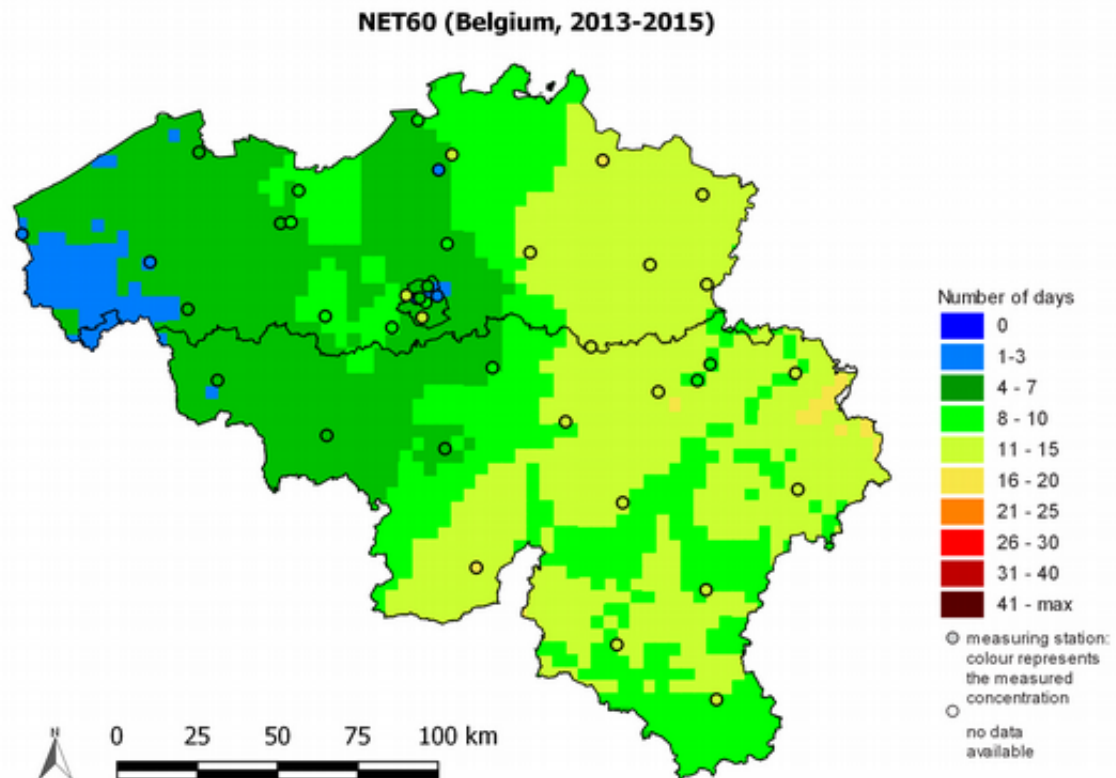 NET60 (Belgium, 2013-2015)
Number of days
0
1-3
4 - 7
8 - 10
11 - 15
16 - 20
21 - 25
26 - 30
31 - 40
41 - max
measuring station:
colour represents
the measured
concentration
no data
available
N
0 25 50 75 100 km